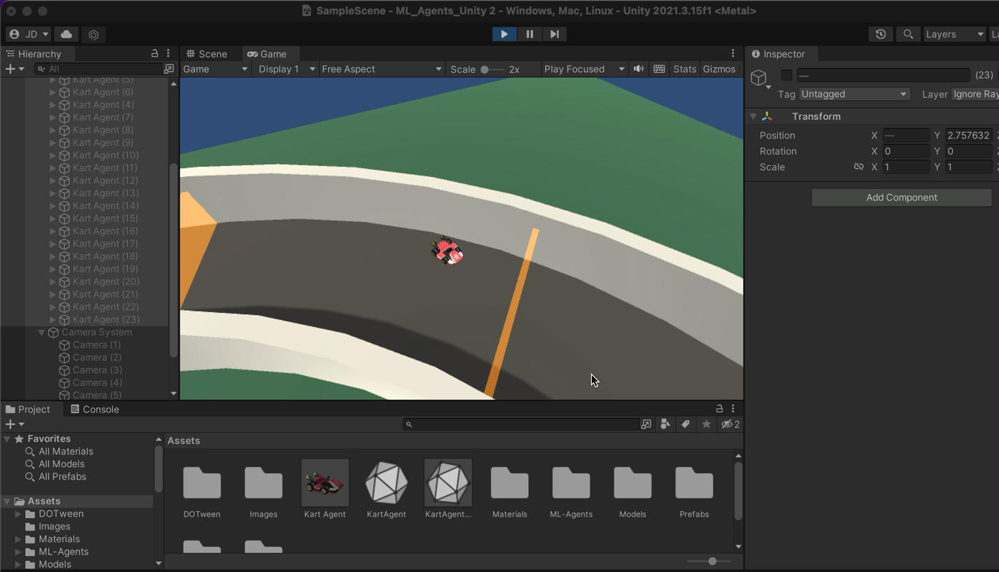 SampleScene - ML_Agents_Unity 2 - Windows, Mac, Linux - Unity 2021.3.15f1 <Metal>
JD
Layers
Hierarchy
All
Kart Agent (5)
Kart Agent (6)
Kart Agent (4)
Kart Agent (7)
Kart Agent (8)
Kart Agent (9)
Kart Agent (10)
Kart Agent (11)
Kart Agent (12)
Kart Agent (13)
Kart Agent (14)
Kart Agent (15)
Kart Agent (16)
Kart Agent (17)
Kart Agent (18)
Kart Agent (19)
Kart Agent (20)
Kart Agent (21)
Kart Agent (22)
Kart Agent (23)
Camera System
Camera (1)
Camera (2)
Camera (3)
Camera (4)
Camera (5)
Scene Game
Game Display 1 Free Aspect Scale 2x Play Focused Stats Gizmos
Inspector
— (23)
Tag Untagged Layer Ignore Ray
Transform
Position X — Y 2.757632
Rotation X 0 Y 0
Scale X 1 Y 1
Add Component
Project Console
2
Favorites
All Materials
All Models
All Prefabs
Assets
DOTween
Images
Materials
ML-Agents
Models
Assets
DOTween Images Kart Agent KartAgent KartAgent... Materials ML-Agents Models Prefabs